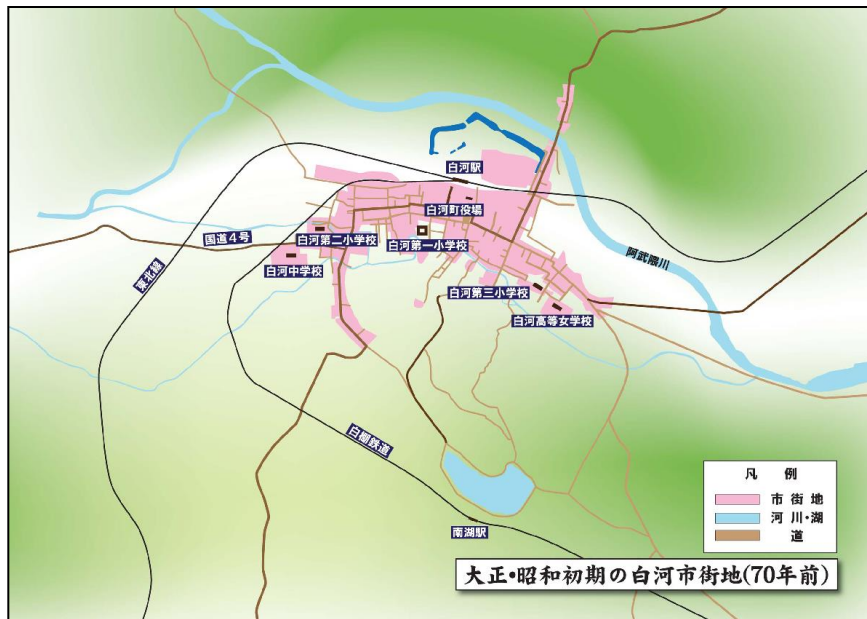 白河駅
白河町役場
国道4号
白河第二小学校
白河第一小学校
白河中学校
東北線
阿武隈川
白河第三小学校
白河高等女学校
白棚鉄道
南湖駅
凡 例
市街地
河川・湖
道
大正・昭和初期の白河市街地(70年前)